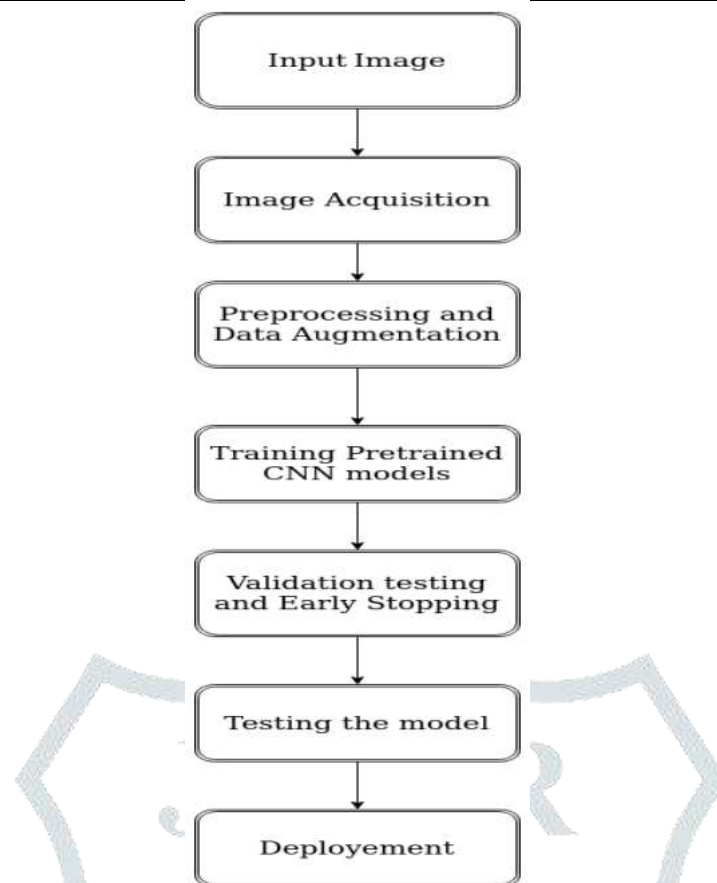 Input Image
Image Acquisition
Preprocessing and
Data Augmentation
Training Pretrained
CNN models
Validation testing
and Early Stopping
Testing the model
Deployement